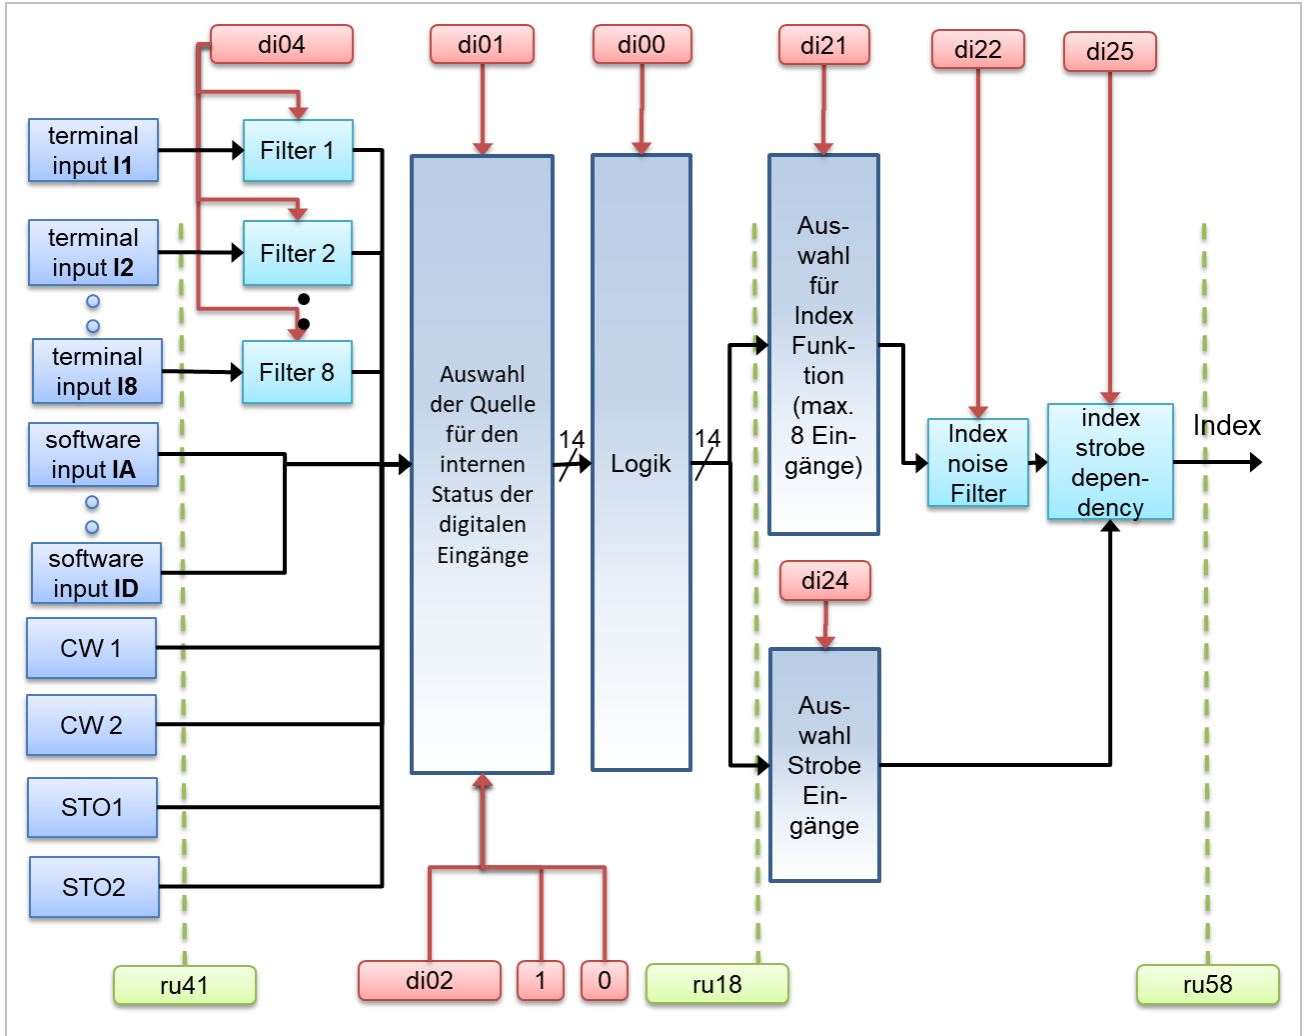 di04
di01
di00
di21
di22
di25
terminal
input I1
Filter 1
terminal
input I2
Filter 2
terminal
input I8
Filter 8
software
input IA
software
input ID
CW 1
CW 2
STO1
STO2
Auswahl
der Quelle
für den
internen
Status der
digitalen
Eingänge
14
Logik
14
Aus-
wahl
für
Index
Funk-
tion
(max.
8 Ein-
gänge)
Index
noise
Filter
index
strobe
depen-
dency
Index
di24
Aus-
wahl
Strobe
Ein-
gänge
ru41
di02
1
0
ru18
ru58